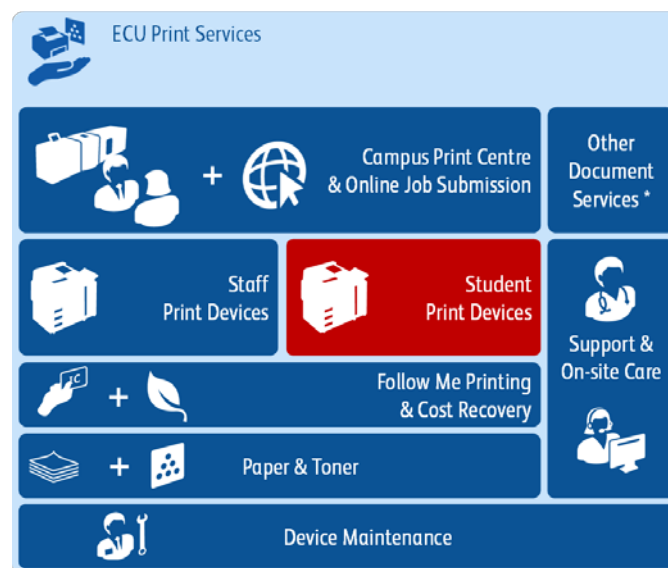 ECU Print Services
Campus Print Centre
& Online Job Submission
Other
Document
Services *
Staff
Print Devices
Student
Print Devices
Support &
On-site Care
IC
Follow Me Printing
& Cost Recovery
Paper & Toner
Device Maintenance